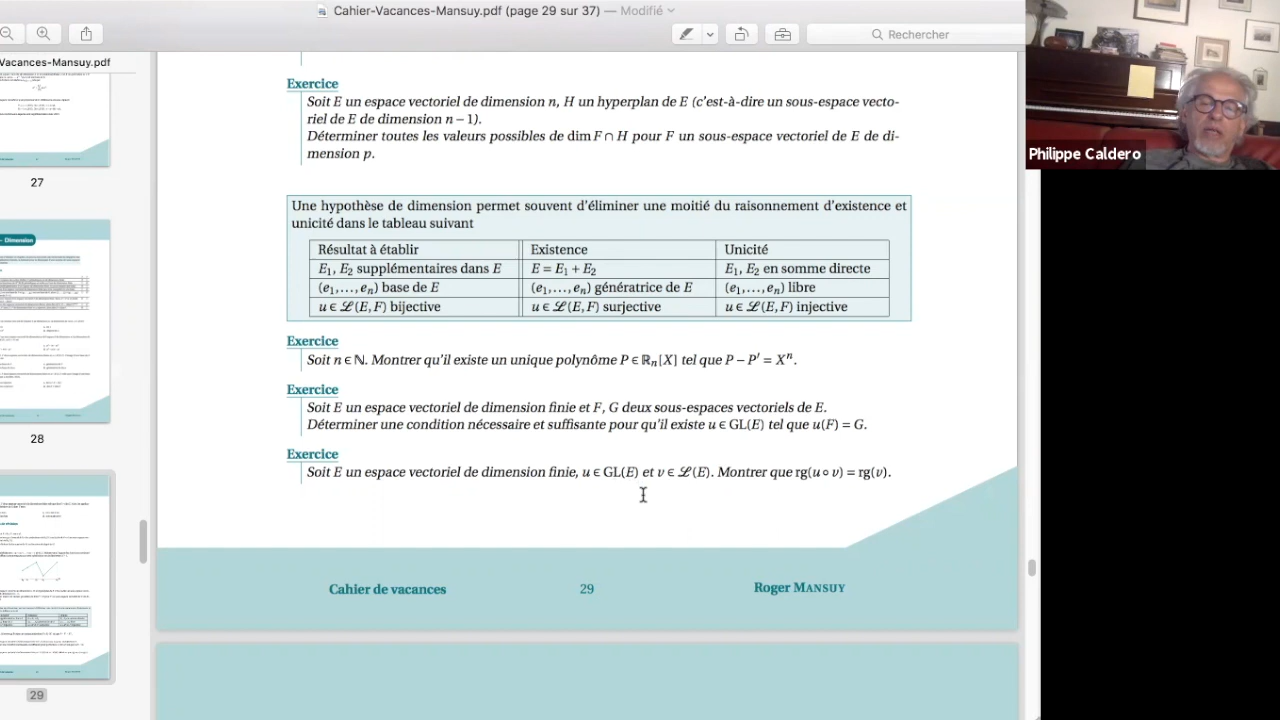 Cahier-Vacances-Mansuy.pdf (page 29 sur 37) — Modifié
Rechercher
Vacances-Mansuy.pdf
27
28
29
Exercice
Soit E un espace vectoriel de dimension n, H un hyperplan de E (c'est-à-dire un sous-espace vecto-
riel de E de dimension n − 1).
Déterminer toutes les valeurs possibles de dim F ∩ H pour F un sous-espace vectoriel de E de di-
mension p.
Une hypothèse de dimension permet souvent d'éliminer une moitié du raisonnement d'existence et
unicité dans le tableau suivant
Résultat à établir Existence Unicité
E₁, E₂ supplémentaires dans E E = E₁ + E₂ E₁, E₂ en somme directe
(e₁,…, eₙ) base de E (e₁,…, eₙ) génératrice de E (e₁,…, eₙ) libre
u ∈ ℒ(E, F) bijective u ∈ ℒ(E, F) surjective u ∈ ℒ(E, F) injective
Exercice
Soit n ∈ ℕ. Montrer qu'il existe un unique polynôme P ∈ ℝₙ[X] tel que P − P′ = Xⁿ.
Exercice
Soit E un espace vectoriel de dimension finie et F, G deux sous-espaces vectoriels de E.
Déterminer une condition nécessaire et suffisante pour qu'il existe u ∈ GL(E) tel que u(F) = G.
Exercice
Soit E un espace vectoriel de dimension finie, u ∈ GL(E) et v ∈ ℒ(E). Montrer que rg(u ∘ v) = rg(v).
Cahier de vacances 29 Roger MANSUY
Philippe Caldero